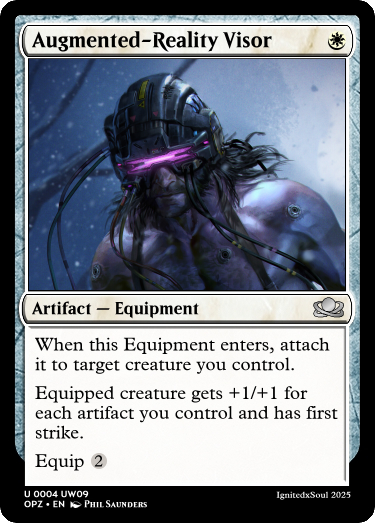 Augmented-Reality Visor
Artifact — Equipment
When this Equipment enters, attach
it to target creature you control.
Equipped creature gets +1/+1 for
each artifact you control and has first
strike.
Equip 2
U 0004 UW09
OPZ • EN Phil Saunders
IgnitedxSoul 2025